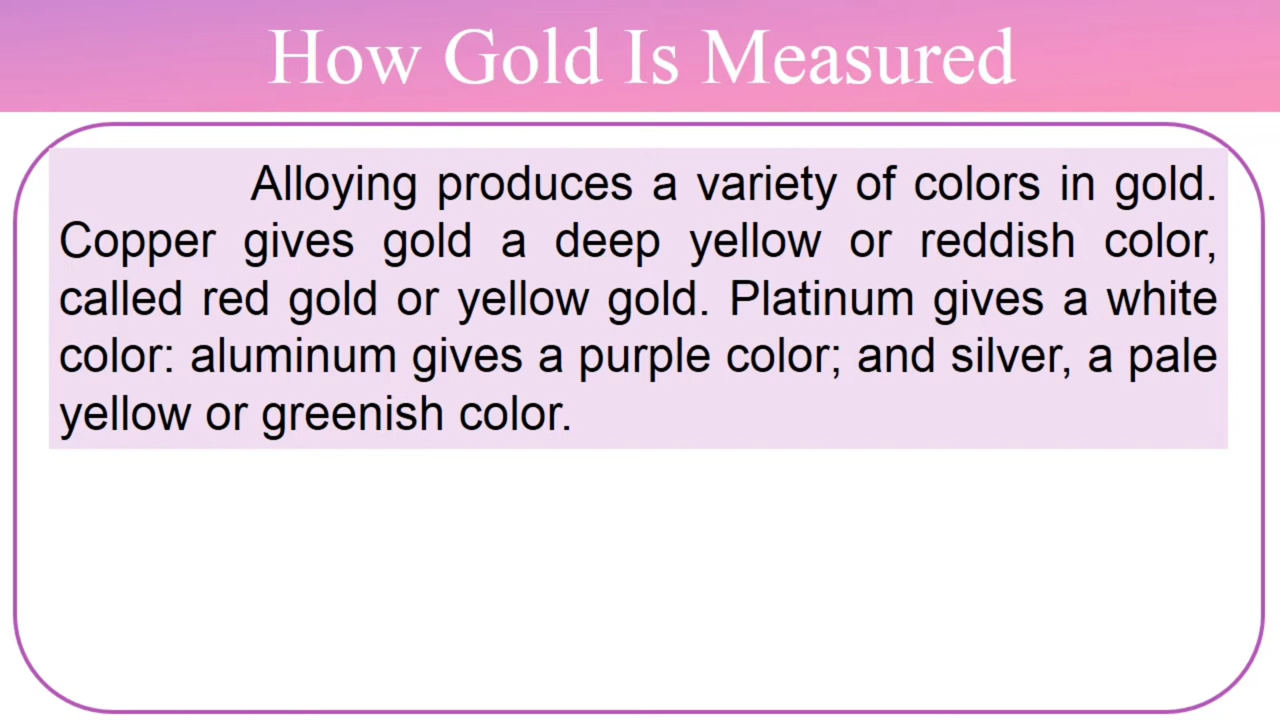 How Gold Is Measured
Alloying produces a variety of colors in gold.
Copper gives gold a deep yellow or reddish color,
called red gold or yellow gold. Platinum gives a white
color: aluminum gives a purple color; and silver, a pale
yellow or greenish color.